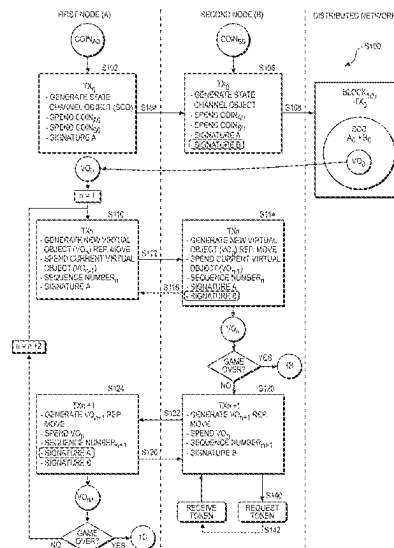 FIRST NODE (A)
SECOND NODE (B)
DISTRIBUTED NETWORK
S100
S102
TX0
- GENERATE STATE
CHANNEL OBJECT (SCO)
- SPEND COINA0
- SPEND COINB0
- SIGNATURE A
S104
S106
TX0
- GENERATE STATE
CHANNEL OBJECT
- SPEND COINA0
- SPEND COINB0
- SIGNATURE A
- SIGNATURE B
S108
-TX0
SCO
VO0
VO0
n = 1
S110
TXn
- GENERATE NEW VIRTUAL
OBJECT (VOn) REP. MOVE
- SPEND CURRENT VIRTUAL
OBJECT (VOn-1)
- SEQUENCE NUMBERn
- SIGNATURE A
S112
S114
TXn
- GENERATE NEW VIRTUAL
OBJECT (VOn) REP. MOVE
- SPEND CURRENT VIRTUAL
OBJECT (VOn-1)
- SEQUENCE NUMBERn
- SIGNATURE A
- SIGNATURE B
S116
VOn
GAME
OVER?
YES
NO
n = n+2
S120
TXn+1
- GENERATE VOn+1 REP.
MOVE
- SPEND VOn
- SEQUENCE NUMBERn+1
- SIGNATURE B
S122
S124
TXn+1
- GENERATE VOn+1 REP.
MOVE
- SPEND VOn
- SEQUENCE NUMBERn+1
- SIGNATURE A
- SIGNATURE B
S126
VOn+1
GAME
OVER?
NO
YES
RECEIVE
TOKEN
REQUEST
TOKEN
S140
S142